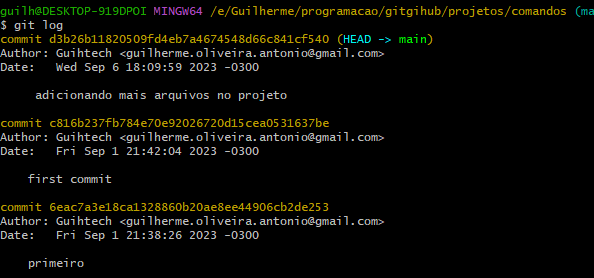 guilh@DESKTOP-919DPOI MINGW64 /e/Guilherme/programacao/gitgihub/projetos/comandos (ma
$ git log
commit d3b26b11820509fd4eb7a4674548d66c841cf540 (HEAD -> main)
Author: Guihtech <guilherme.oliveira.antonio@gmail.com>
Date:   Wed Sep 6 18:09:59 2023 -0300
adicionando mais arquivos no projeto
commit c816b237fb784e70e92026720d15cea0531637be
Author: Guihtech <guilherme.oliveira.antonio@gmail.com>
Date:   Fri Sep 1 21:42:04 2023 -0300
first commit
commit 6eac7a3e18ca1328860b20ae8ee44906cb2de253
Author: Guihtech <guilherme.oliveira.antonio@gmail.com>
Date:   Fri Sep 1 21:38:26 2023 -0300
primeiro